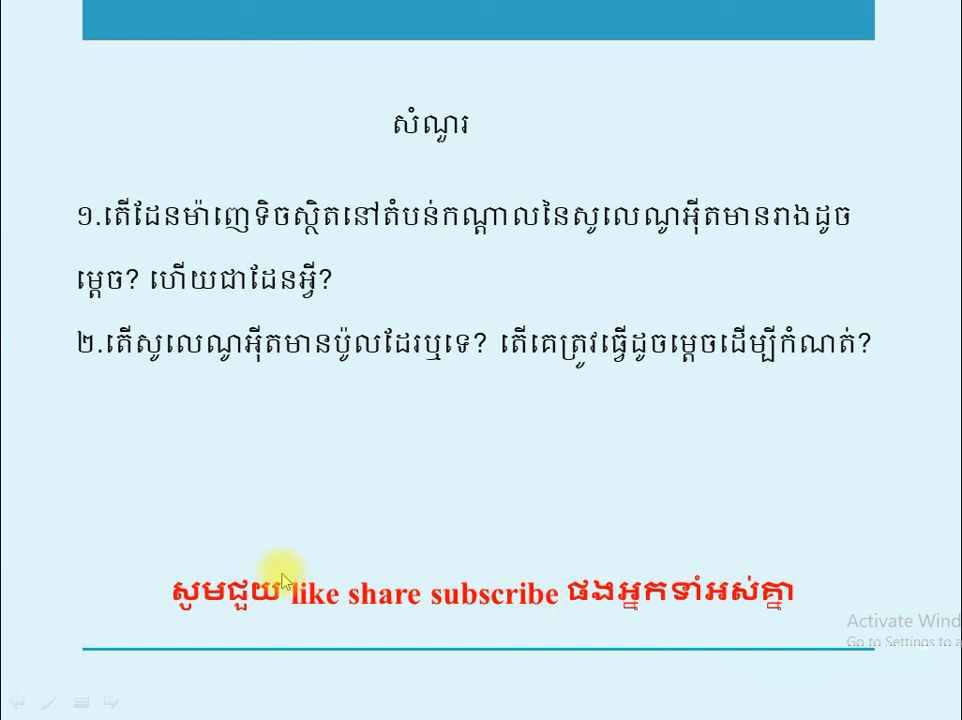 សំណួរ
១.តើដែនម៉ាញេទិចស្ថិតនៅតំបន់កណ្តាលនៃសូលេណូអ៊ីតមានរាងដូច
ម្តេច? ហើយជាដែនអ្វី?
២.តើសូលេណូអ៊ីតមានប៉ូលដែរឬទេ? តើគេត្រូវធ្វើដូចម្តេចដើម្បីកំណត់?
សូមជួយ like share subscribe ផងអ្នកទាំអស់គ្នា
Activate Wind
Go to Settings to a